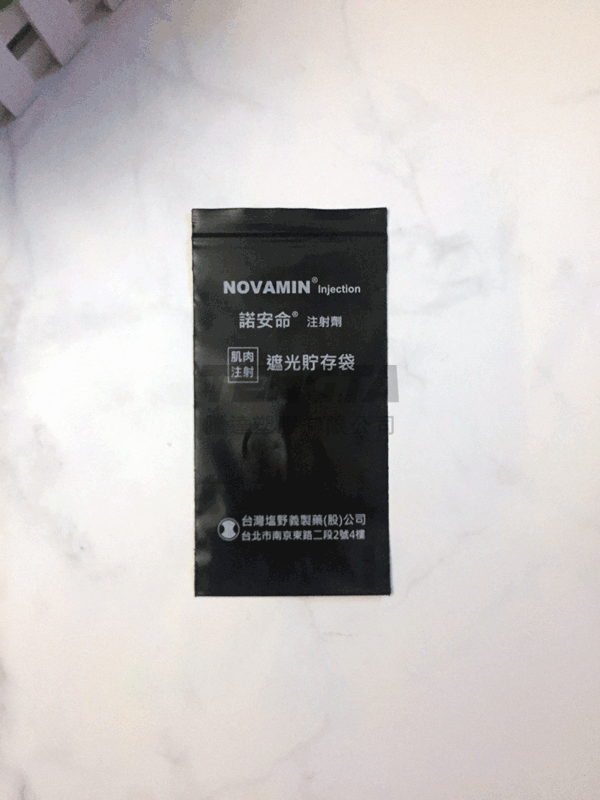 NOVAMIN® Injection
諾安命® 注射劑
肌肉
注射
遮光貯存袋
台灣塩野義製藥(股)公司
台北市南京東路二段2號4樓